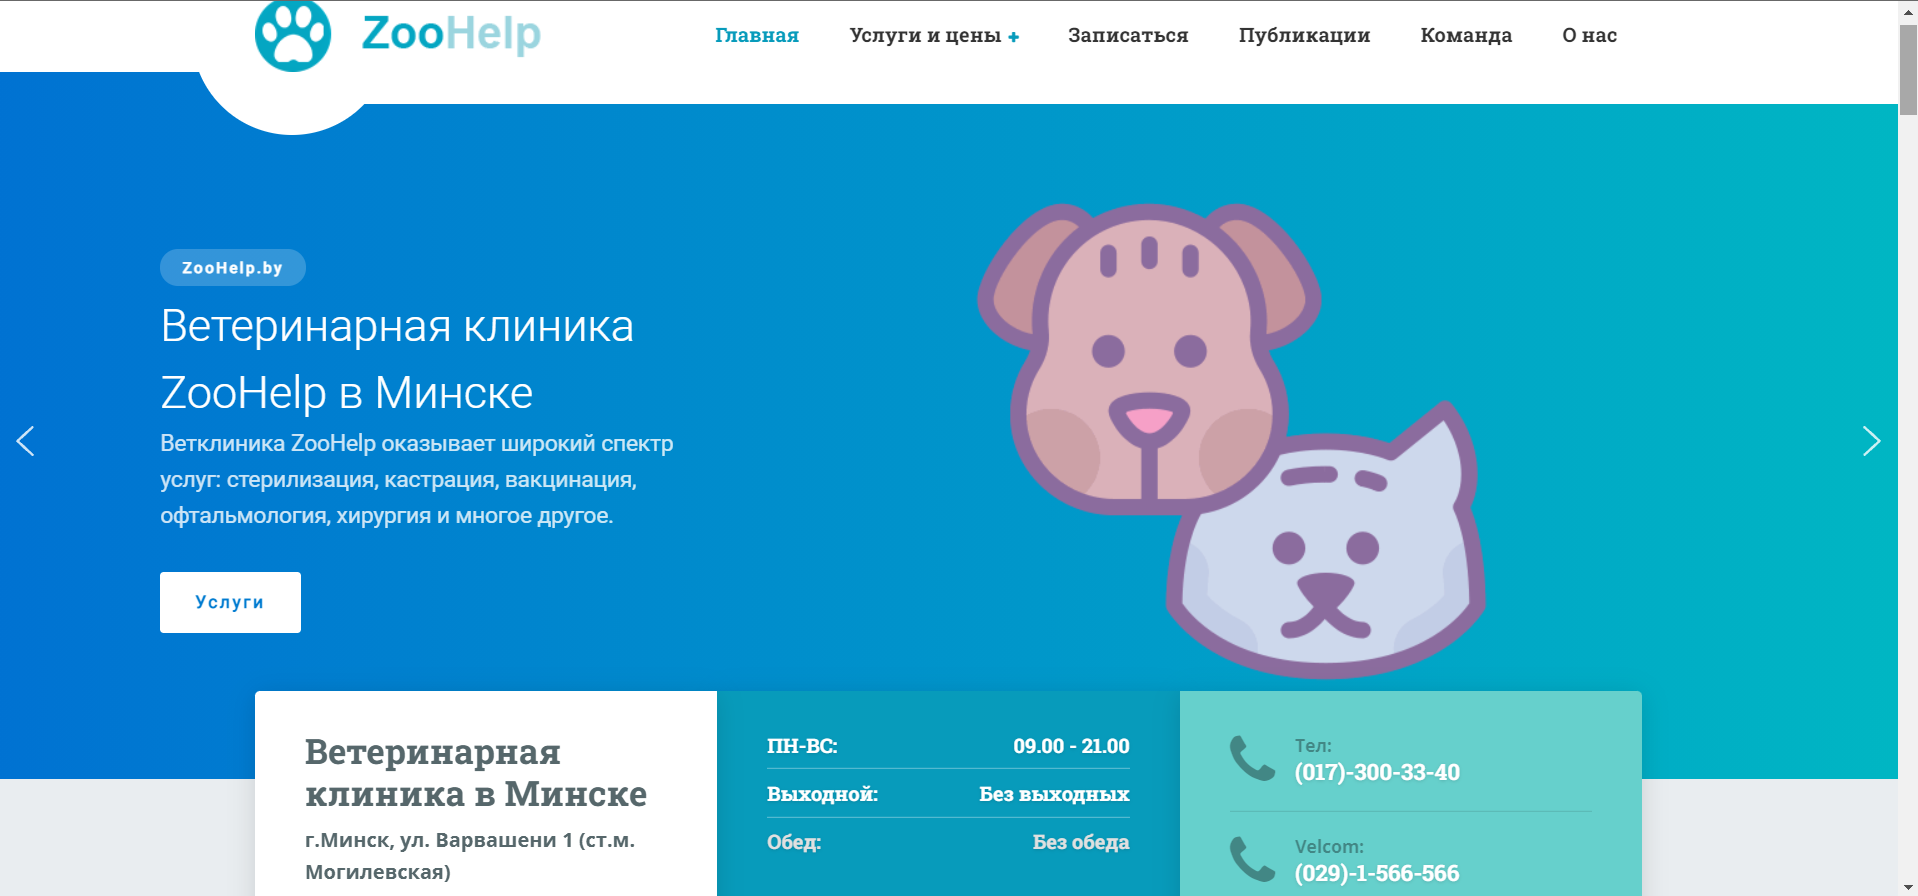 ZooHelp
Главная
Услуги и цены +
Записаться
Публикации
Команда
О нас
ZooHelp.by
Ветеринарная клиника
ZooHelp в Минске
Ветклиника ZooHelp оказывает широкий спектр
услуг: стерилизация, кастрация, вакцинация,
офтальмология, хирургия и многое другое.
Услуги
Ветеринарная
клиника в Минске
г.Минск, ул. Варвашени 1 (ст.м.
Могилевская)
ПН-ВС: 09.00 - 21.00
Выходной: Без выходных
Обед: Без обеда
Тел:
(017)-300-33-40
Velcom:
(029)-1-566-566